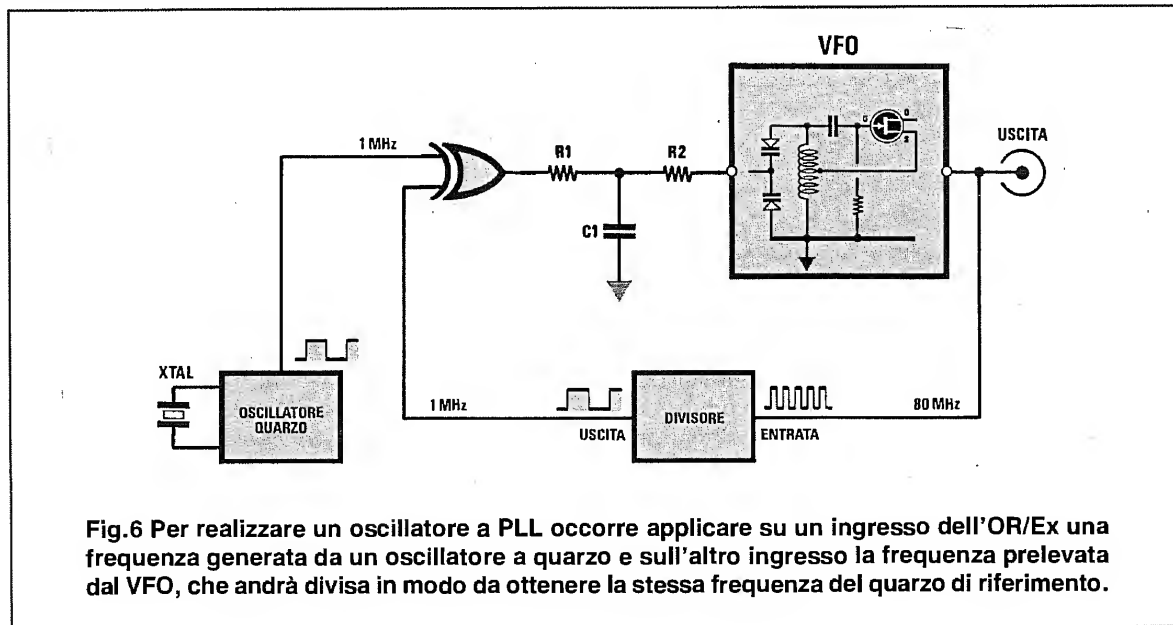 VFO
G
D
S
USCITA
1 MHz
R1
R2
C1
XTAL
OSCILLATORE
QUARZO
1 MHz
USCITA
DIVISORE
ENTRATA
80 MHz
Fig.6 Per realizzare un oscillatore a PLL occorre applicare su un ingresso dell'OR/Ex una
frequenza generata da un oscillatore a quarzo e sull'altro ingresso la frequenza prelevata
dal VFO, che andrà divisa in modo da ottenere la stessa frequenza del quarzo di riferimento.